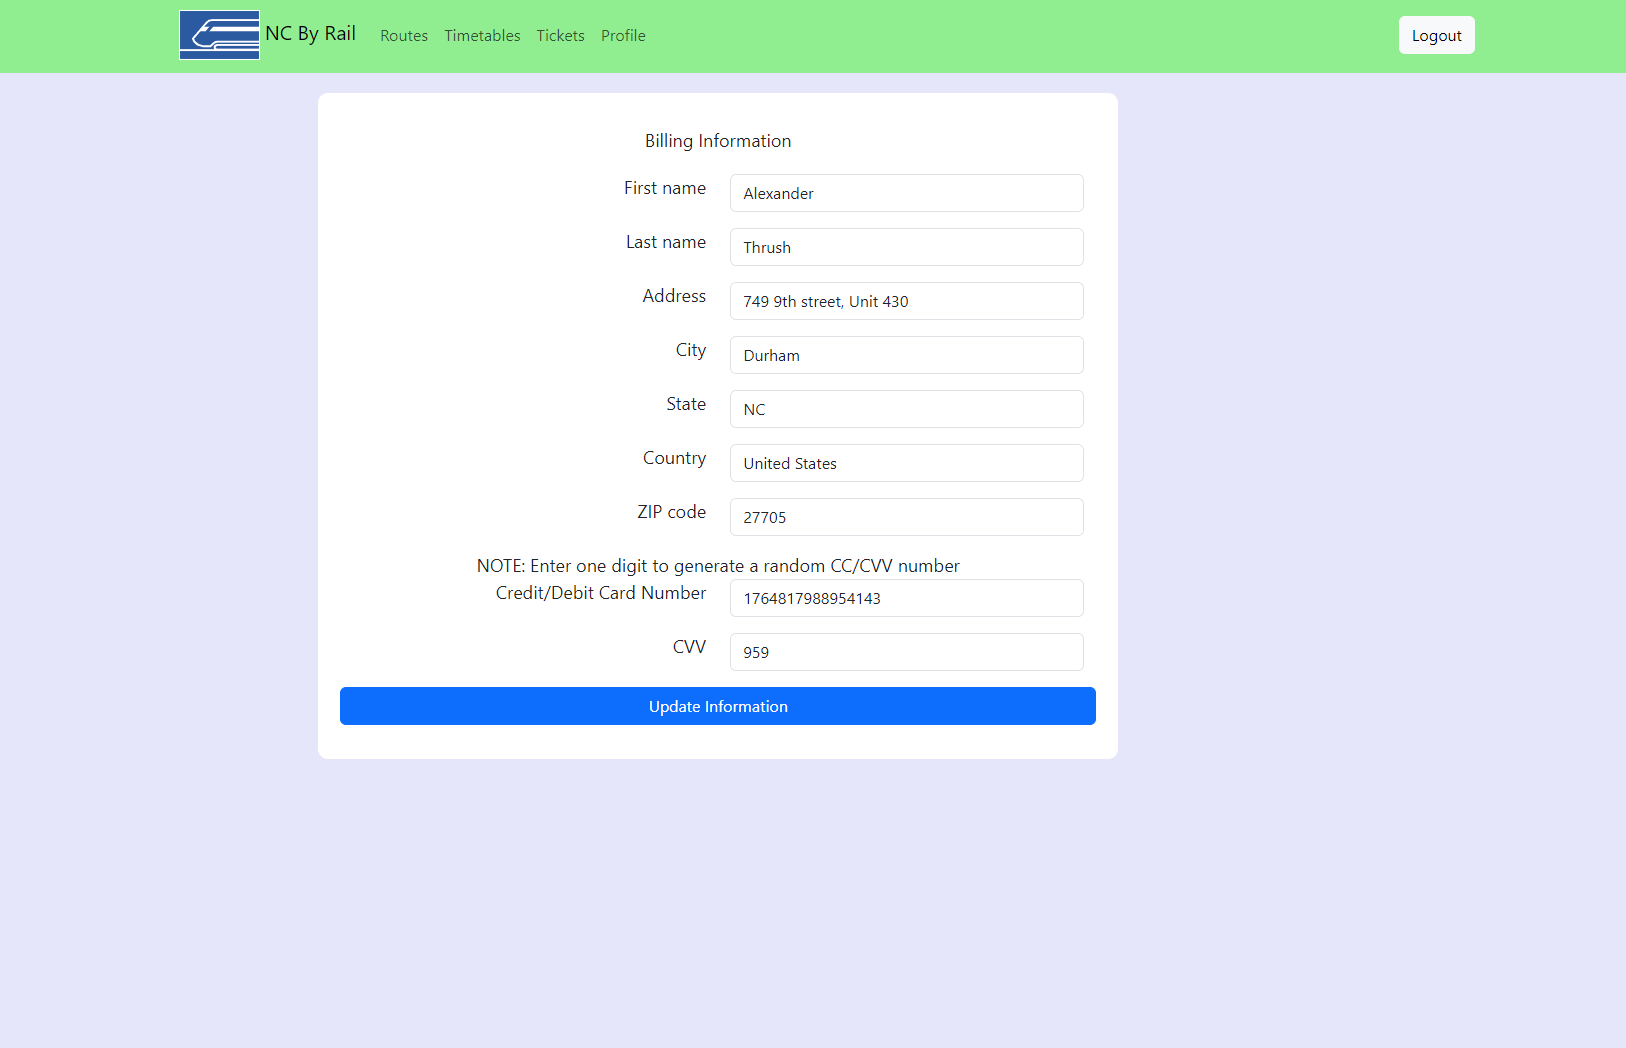 NC By Rail Routes Timetables Tickets Profile Logout
Billing Information
First name Alexander
Last name Thrush
Address 749 9th street, Unit 430
City Durham
State NC
Country United States
ZIP code 27705
NOTE: Enter one digit to generate a random CC/CVV number
Credit/Debit Card Number 1764817988954143
CVV 959
Update Information